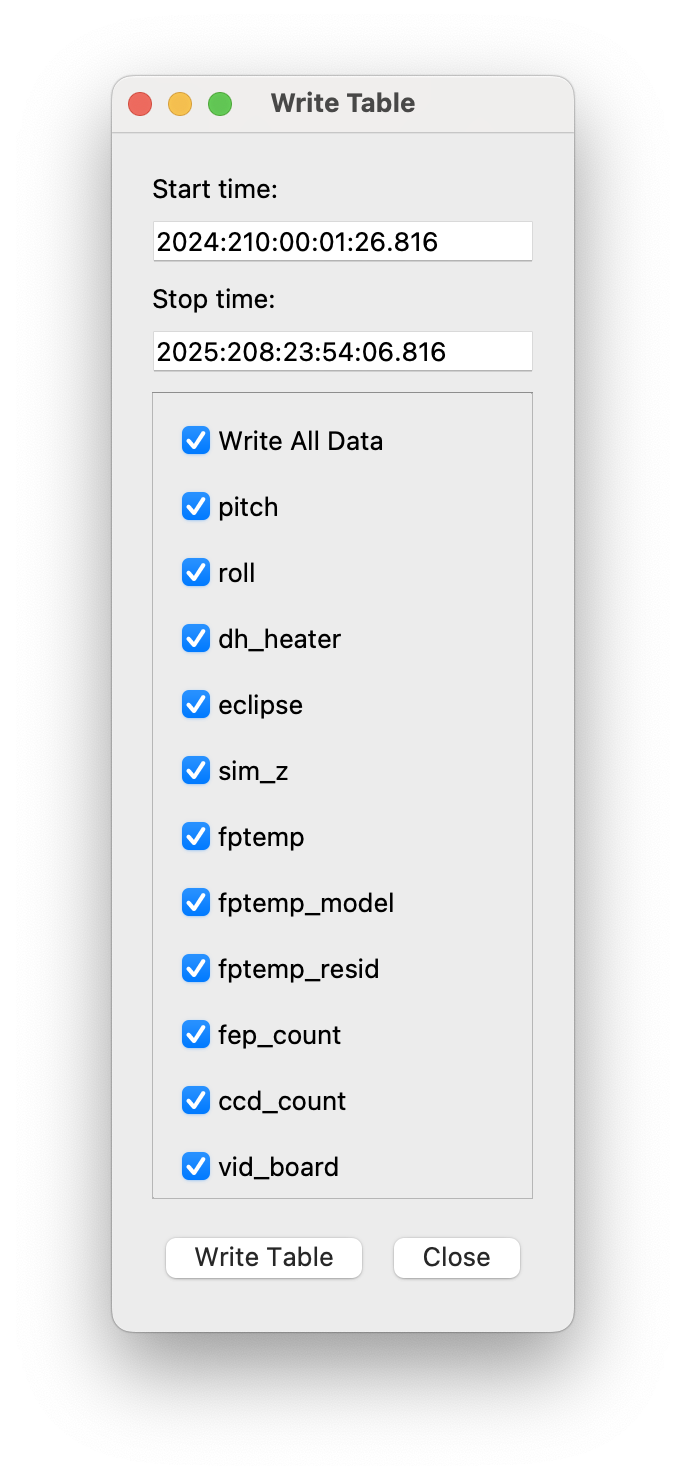 Write Table
Start time:
2024:210:00:01:26.816
Stop time:
2025:208:23:54:06.816
Write All Data
pitch
roll
dh_heater
eclipse
sim_z
fptemp
fptemp_model
fptemp_resid
fep_count
ccd_count
vid_board
Write Table Close